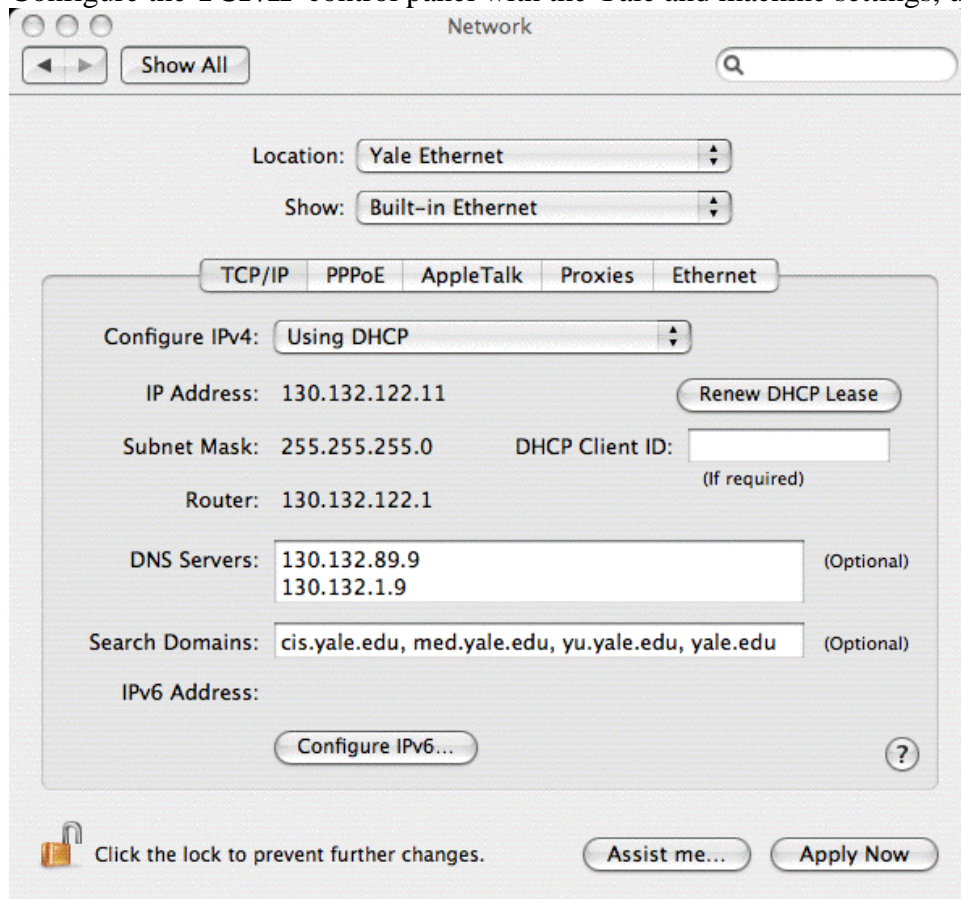 Network
Show All
Location: Yale Ethernet
Show: Built-in Ethernet
TCP/IP PPPoE AppleTalk Proxies Ethernet
Configure IPv4: Using DHCP
IP Address: 130.132.122.11 Renew DHCP Lease
Subnet Mask: 255.255.255.0 DHCP Client ID:
(If required)
Router: 130.132.122.1
DNS Servers: 130.132.89.9 (Optional)
130.132.1.9
Search Domains: cis.yale.edu, med.yale.edu, yu.yale.edu, yale.edu (Optional)
IPv6 Address:
Configure IPv6... ?
Click the lock to prevent further changes. Assist me... Apply Now